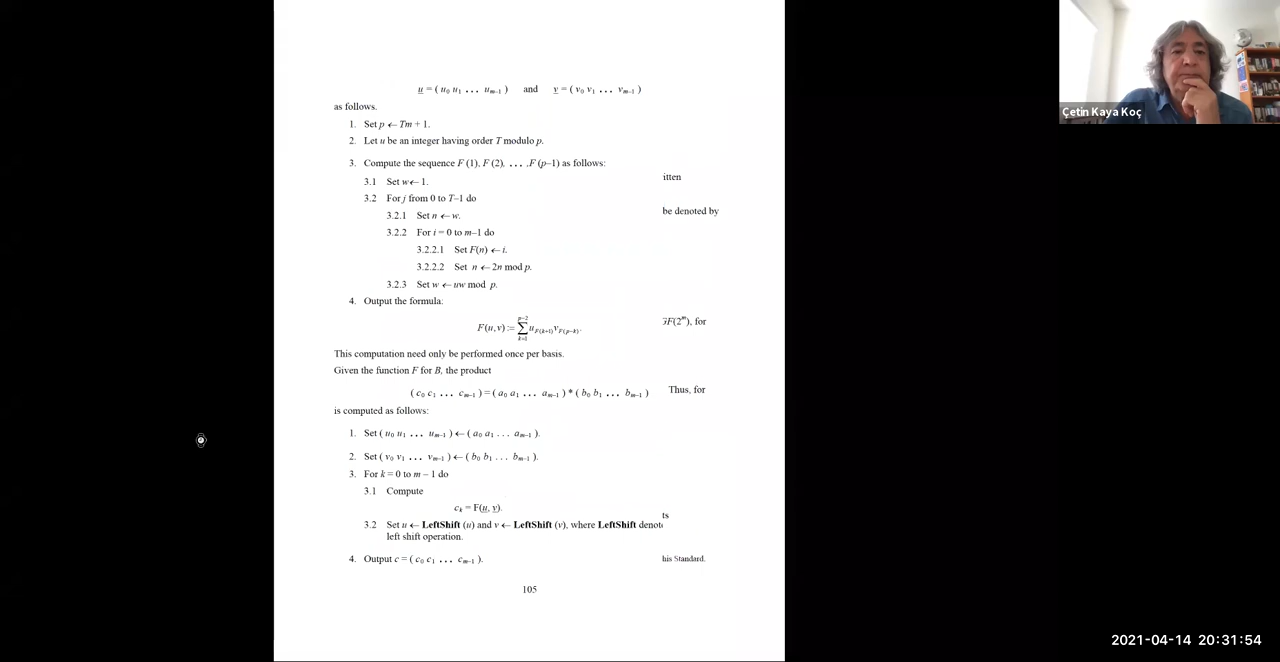 u = ( u0 u1 ... um–1 ) and v = ( v0 v1 ... vm–1 )
as follows.
1. Set p ← Tm + 1.
2. Let u be an integer having order T modulo p.
3. Compute the sequence F (1), F (2), ... ,F (p–1) as follows:
itten
3.1 Set w← 1.
3.2 For j from 0 to T–1 do
be denoted by
3.2.1 Set n ← w.
3.2.2 For i = 0 to m–1 do
3.2.2.1 Set F(n) ← i.
3.2.2.2 Set n ← 2n mod p.
3.2.3 Set w ← uw mod p.
4. Output the formula:
F(u,v) := ∑_{k=1}^{p–2} u_{F(k+1)} v_{F(p–k)}.
GF(2^m), for
This computation need only be performed once per basis.
Given the function F for B, the product
( c0 c1 ... cm–1 ) = ( a0 a1 ... am–1 ) * ( b0 b1 ... bm–1 )
Thus, for
is computed as follows:
1. Set ( u0 u1 ... um–1 ) ← ( a0 a1 . . . am–1 ).
2. Set ( v0 v1 ... vm–1 ) ← ( b0 b1 . . . bm–1 ).
3. For k = 0 to m – 1 do
3.1 Compute
ck = F(u, v).
ts
3.2 Set u ← LeftShift (u) and v ← LeftShift (v), where LeftShift denote
left shift operation.
4. Output c = ( c0 c1 ... cm–1 ).
his Standard.
105
Çetin Kaya Koç
2021-04-14 20:31:54